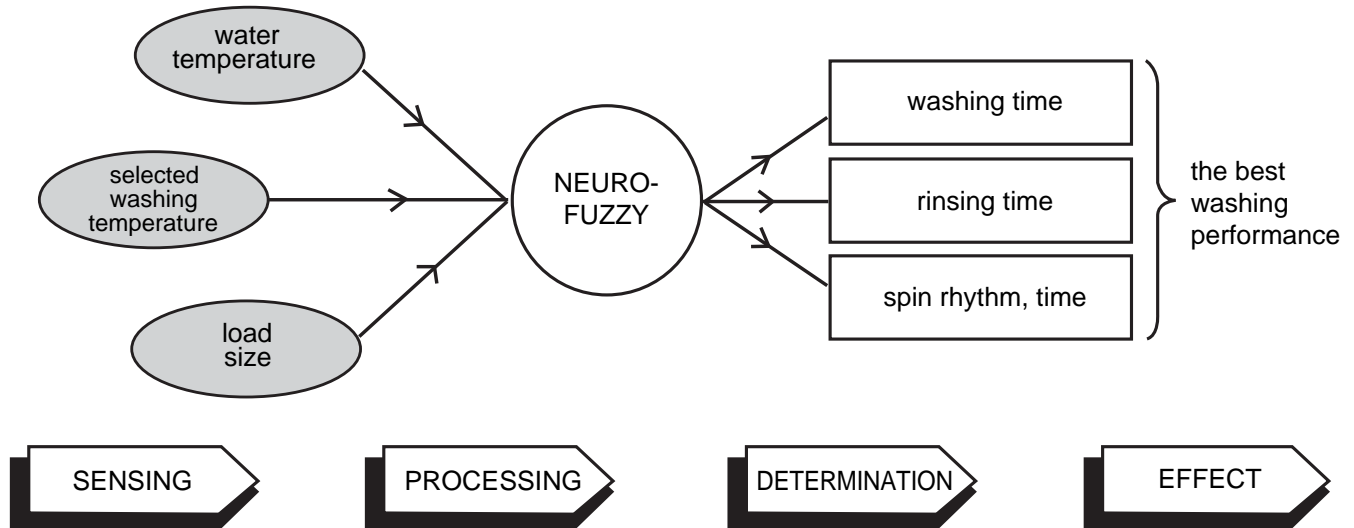 water
temperature
selected
washing
temperature
load
size
NEURO-
FUZZY
washing time
rinsing time
spin rhythm, time
the best
washing
performance
SENSING
PROCESSING
DETERMINATION
EFFECT